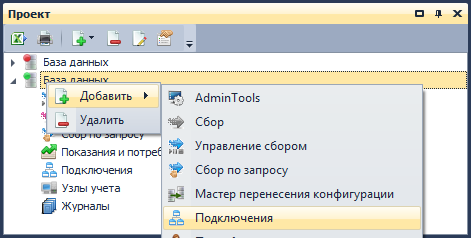 Проект
База данных
База данных
Добавить
Удалить
AdminTools
Сбор
Управление сбором
Сбор по запросу
Мастер перенесения конфигурации
Подключения
Сбор по запросу
Показания и потреб
Подключения
Узлы учета
Журналы